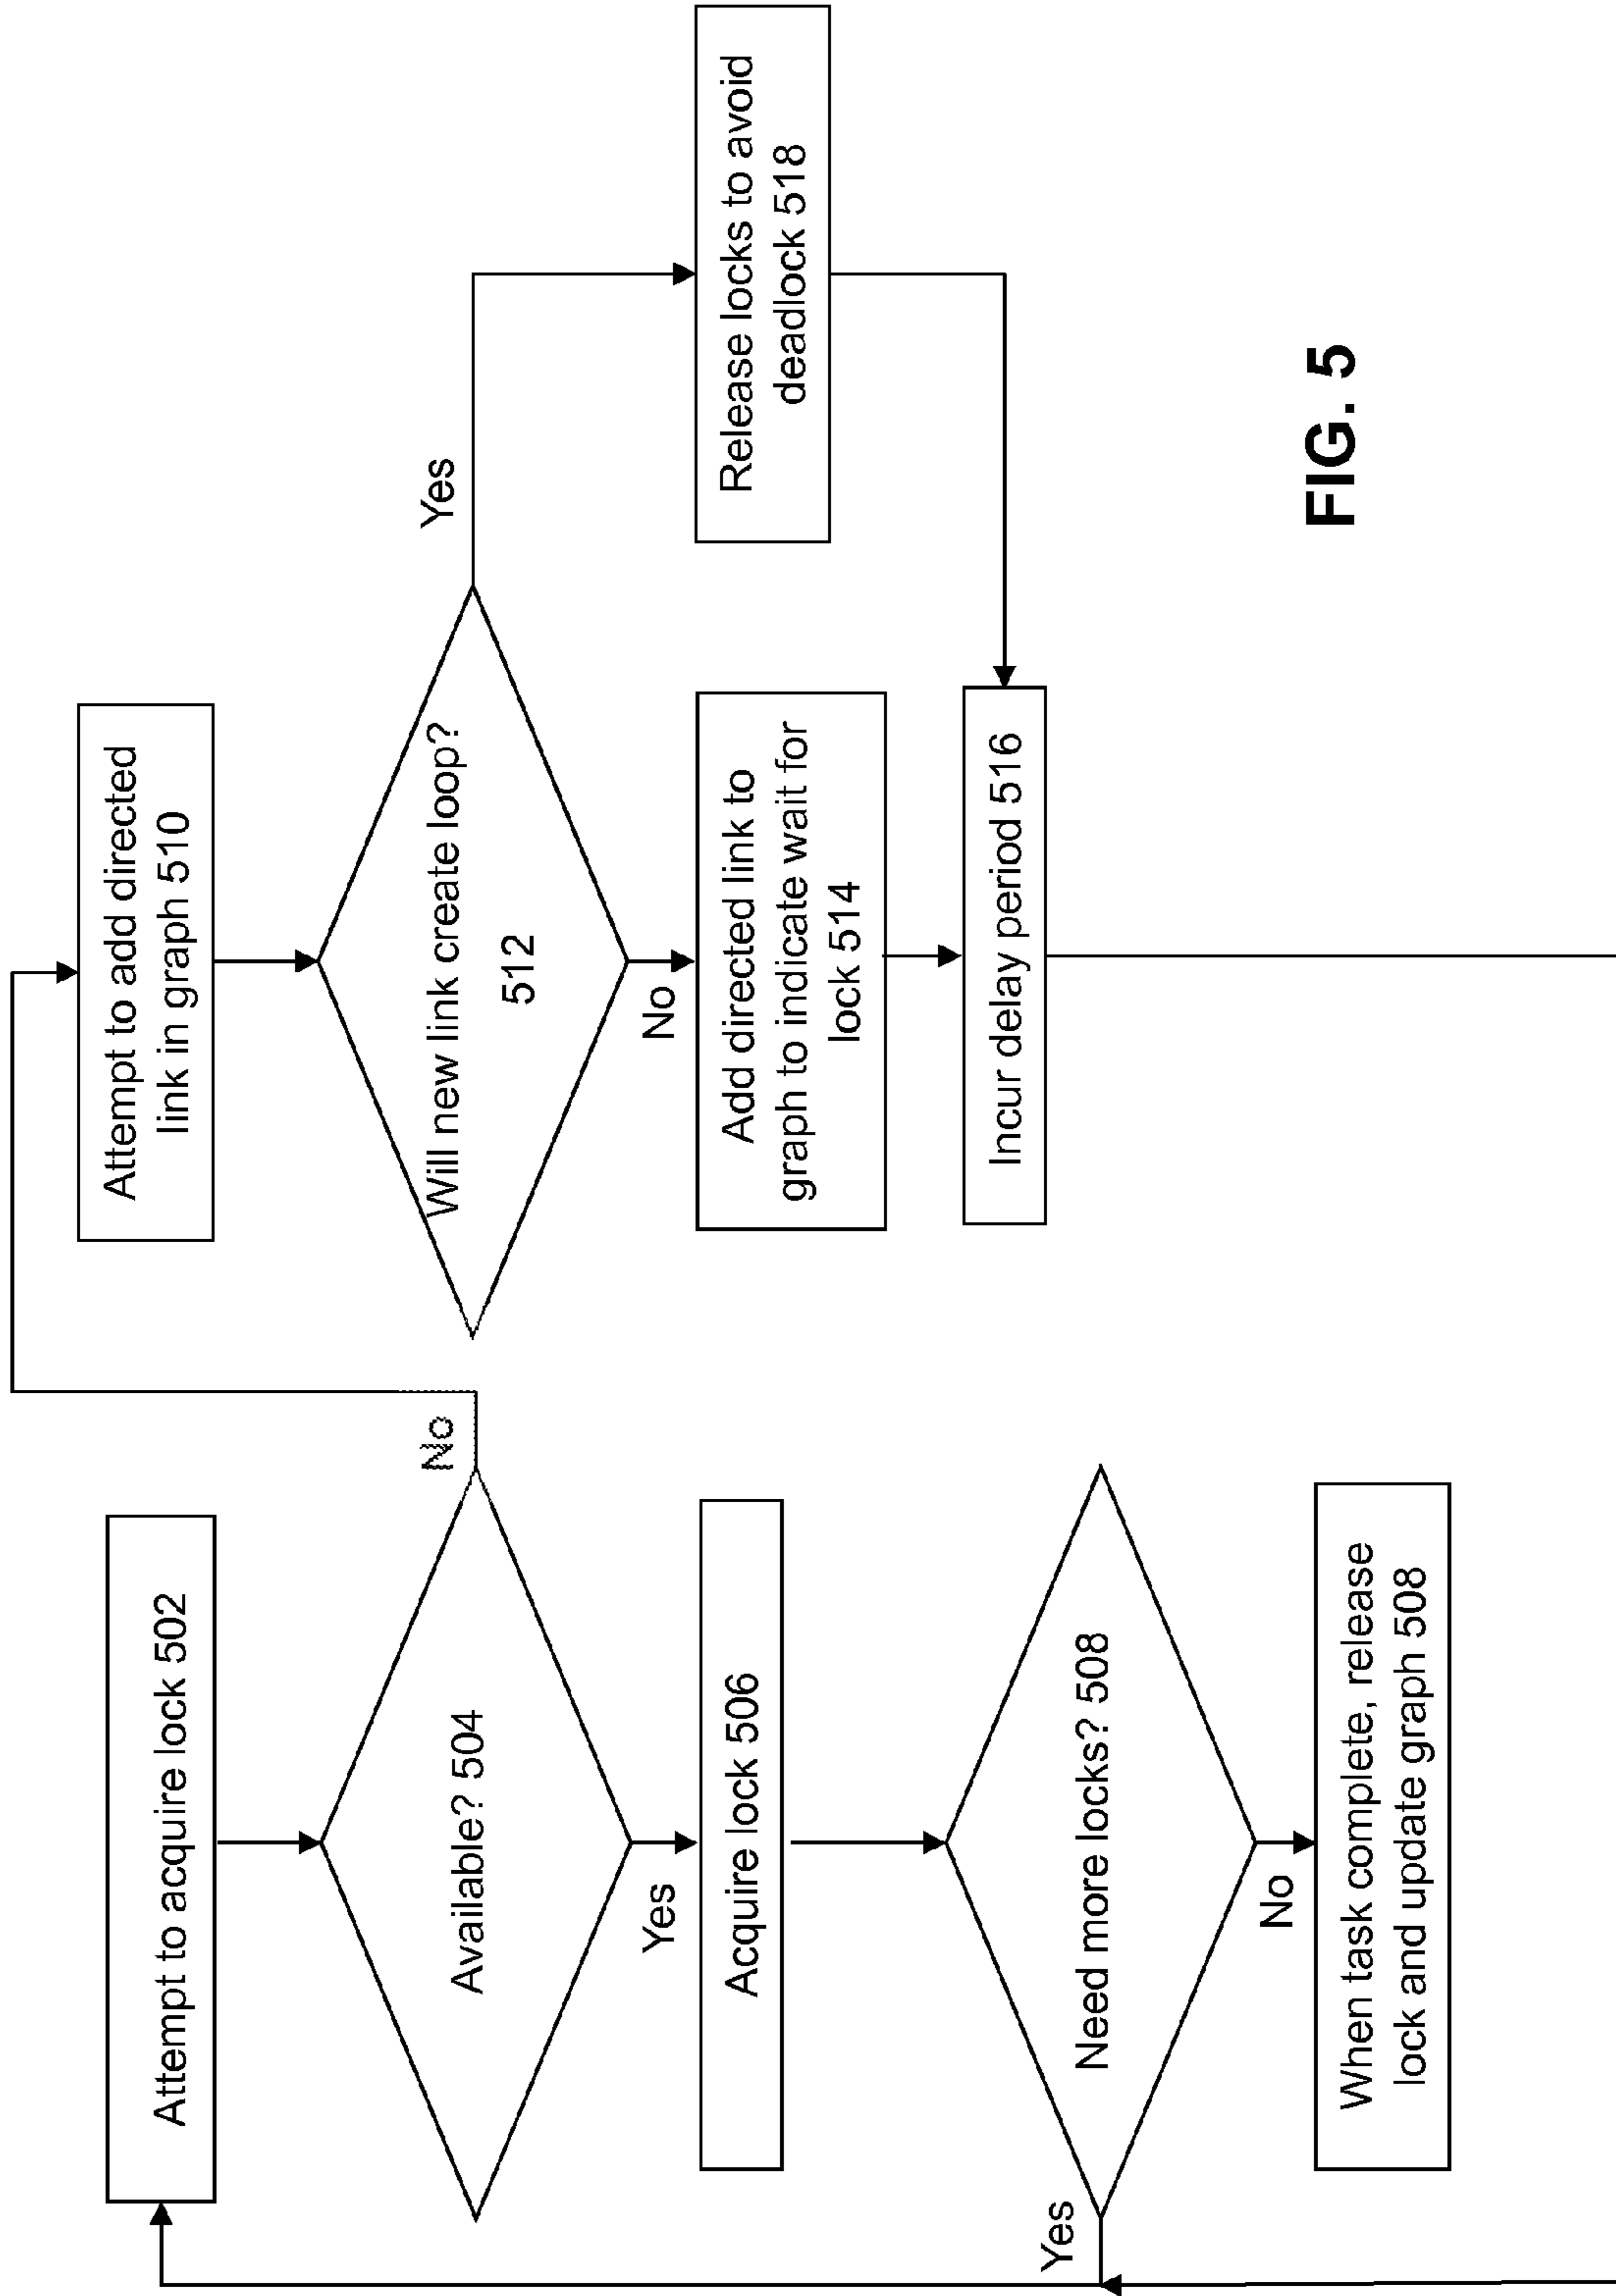 Attempt to acquire lock 502
Available? 504
No
Yes
Acquire lock 506
Need more locks? 508
Yes
No
When task complete, release
lock and update graph 508
Attempt to add directed
link in graph 510
Will new link create loop?
512
Yes
No
Add directed link to
graph to indicate wait for
lock 514
Incur delay period 516
Release locks to avoid
deadlock 518
FIG. 5